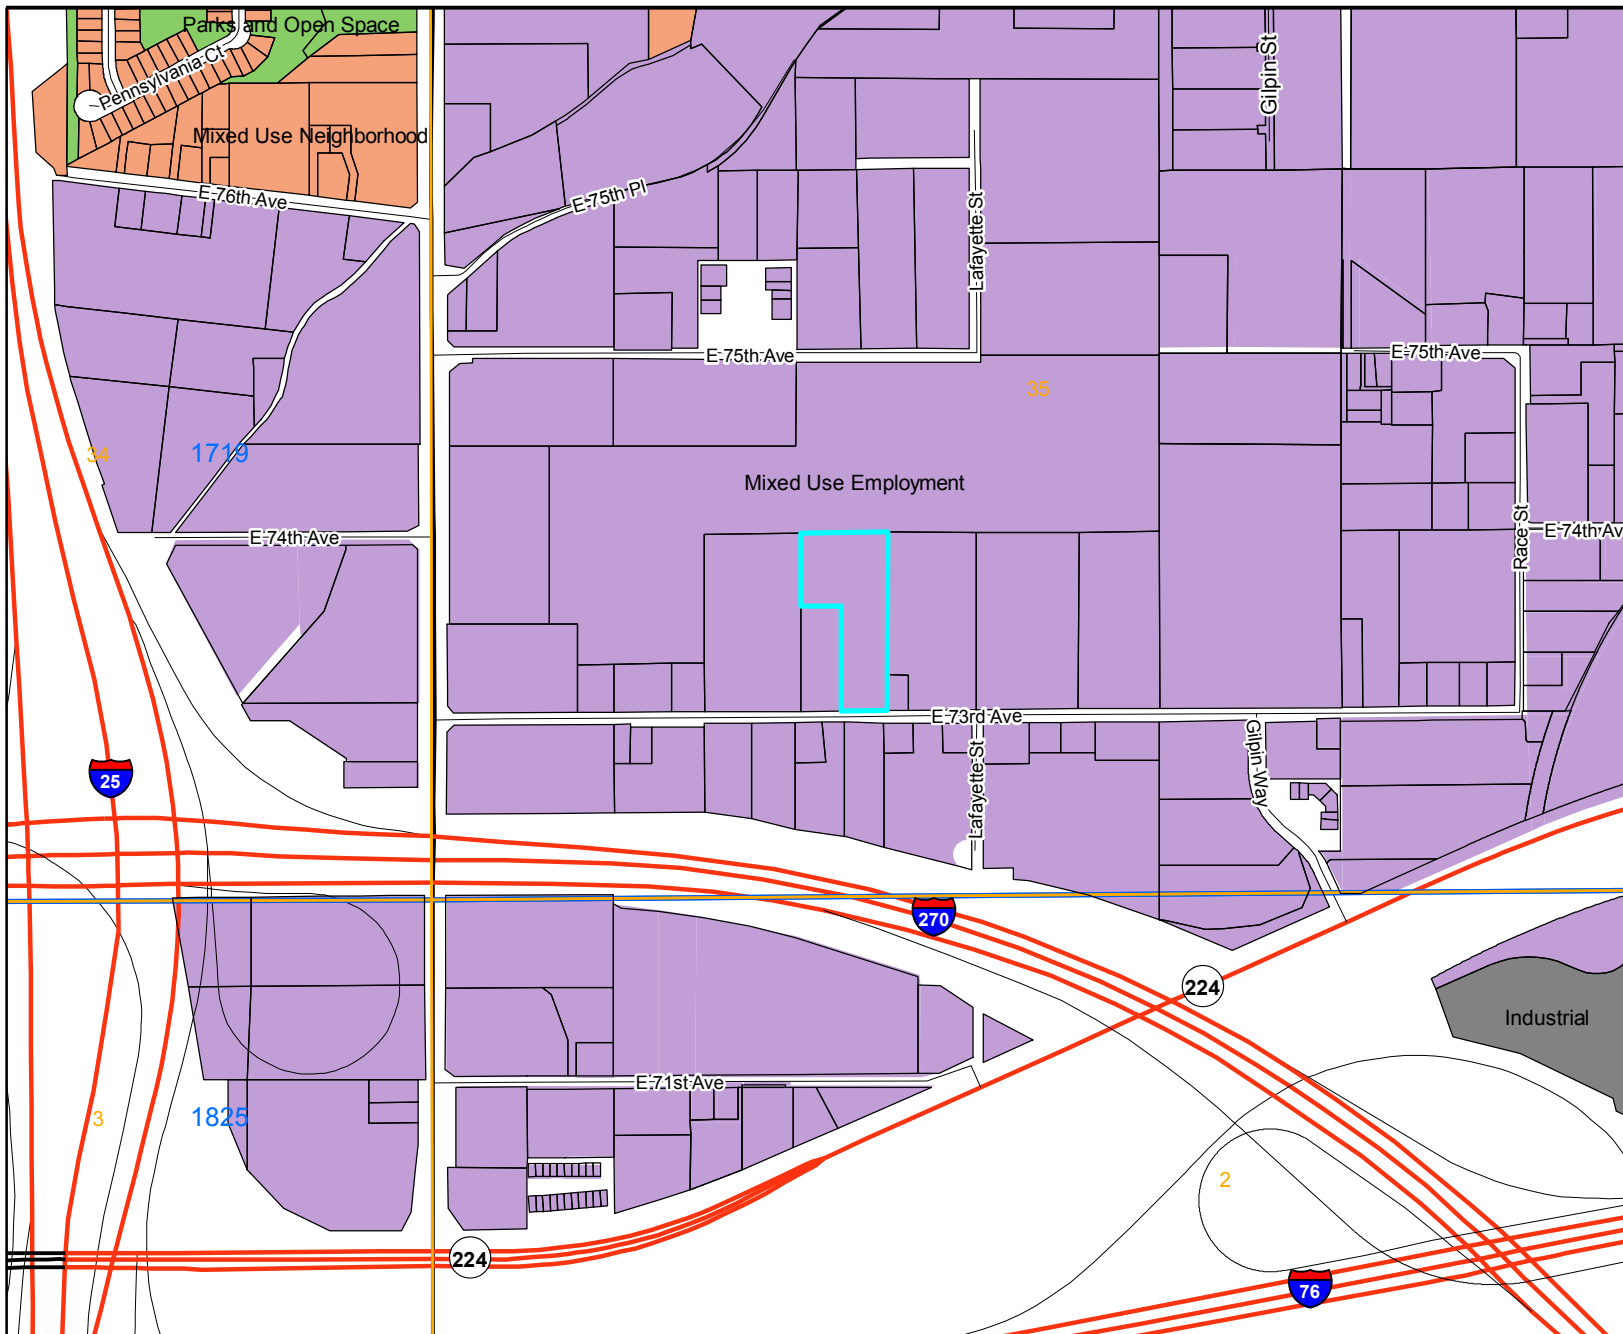 Parks and Open Space
Pennsylvania Ct
Gilpin St
Mixed Use Neighborhood
E 76th Ave
E 75th Pl
Lafayette St
E 75th Ave
E 75th Ave
35
34
1719
Mixed Use Employment
E 74th Ave
Race St
E 74th Av
E 73rd Ave
Gilpin Way
Lafayette St
25
270
224
Industrial
E 71st Ave
3
1825
2
224
76